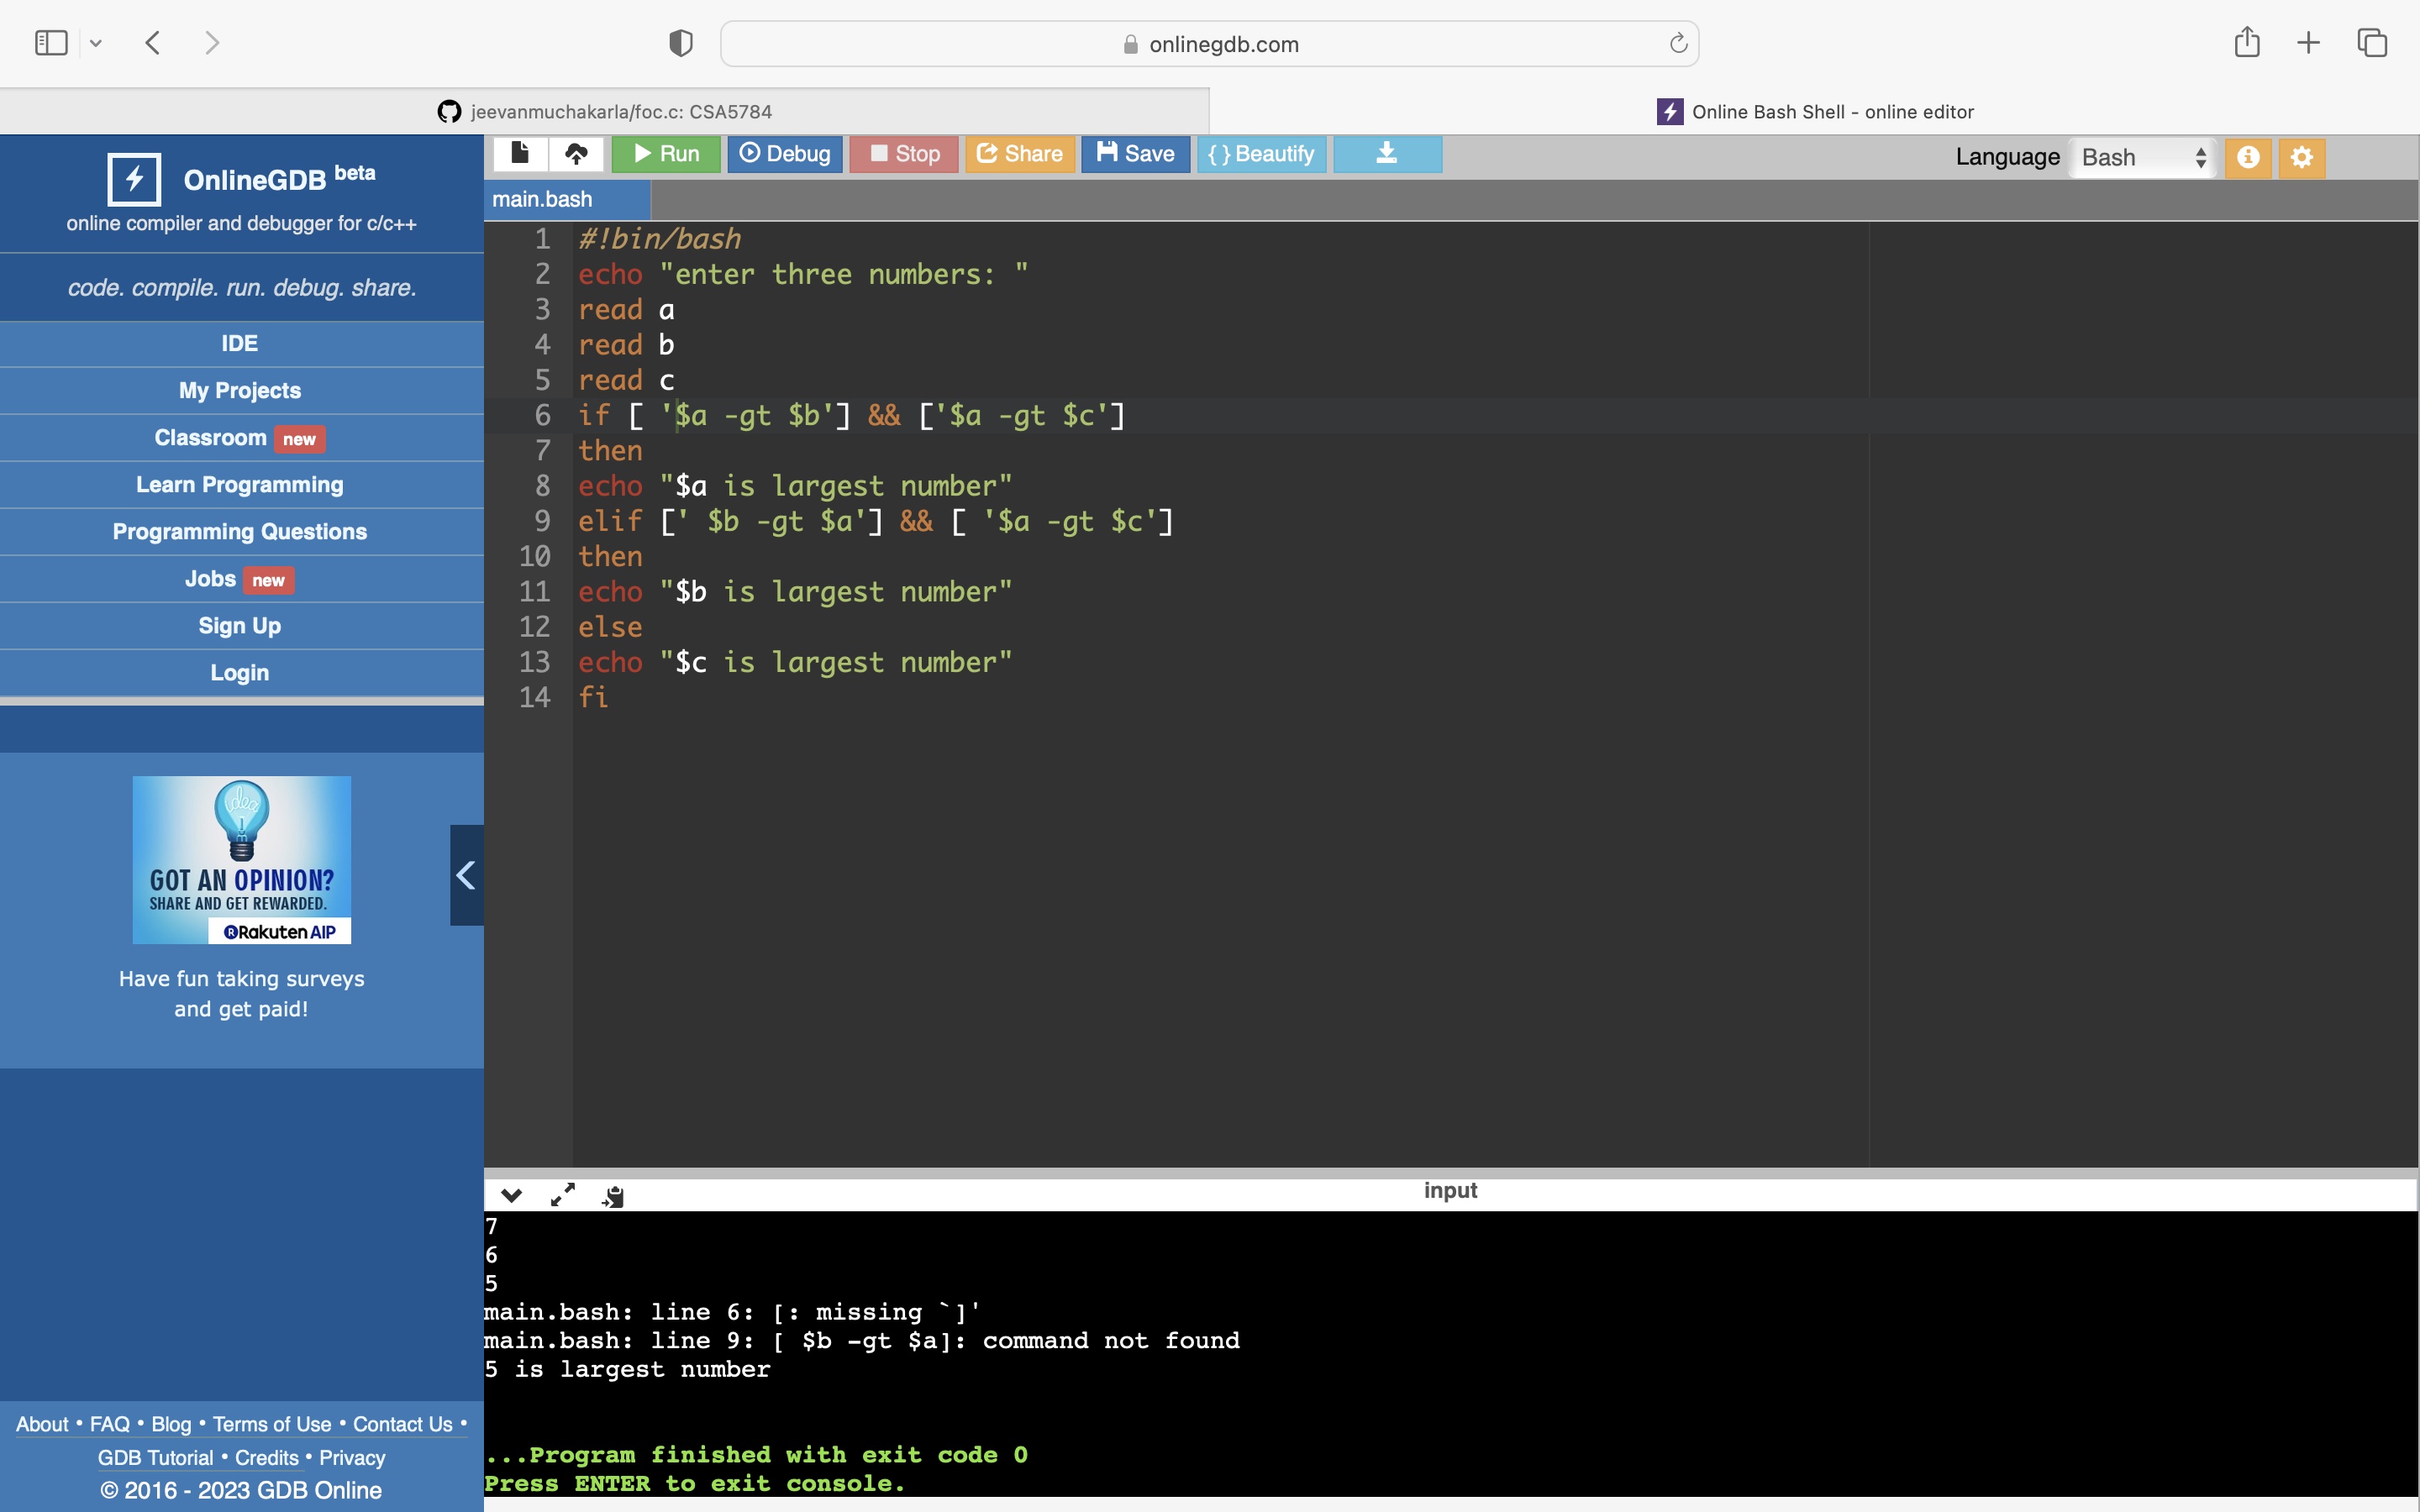 onlinegdb.com
jeevanmuchakarla/foc.c: CSA5784
Online Bash Shell - online editor
OnlineGDB beta
online compiler and debugger for c/c++
code. compile. run. debug. share.
IDE
My Projects
Classroom new
Learn Programming
Programming Questions
Jobs new
Sign Up
Login
idea
GOT AN OPINION?
SHARE AND GET REWARDED.
R Rakuten AIP
Have fun taking surveys
and get paid!
About • FAQ • Blog • Terms of Use • Contact Us •
GDB Tutorial • Credits • Privacy
© 2016 - 2023 GDB Online
Run Debug Stop Share Save { } Beautify
Language Bash
main.bash
1 #!bin/bash
2 echo "enter three numbers: "
3 read a
4 read b
5 read c
6 if [ '$a -gt $b'] && ['$a -gt $c']
7 then
8 echo "$a is largest number"
9 elif [' $b -gt $a'] && [ '$a -gt $c']
10 then
11 echo "$b is largest number"
12 else
13 echo "$c is largest number"
14 fi
input
7
6
5
main.bash: line 6: [: missing `]'
main.bash: line 9: [ $b -gt $a]: command not found
5 is largest number
...Program finished with exit code 0
Press ENTER to exit console.